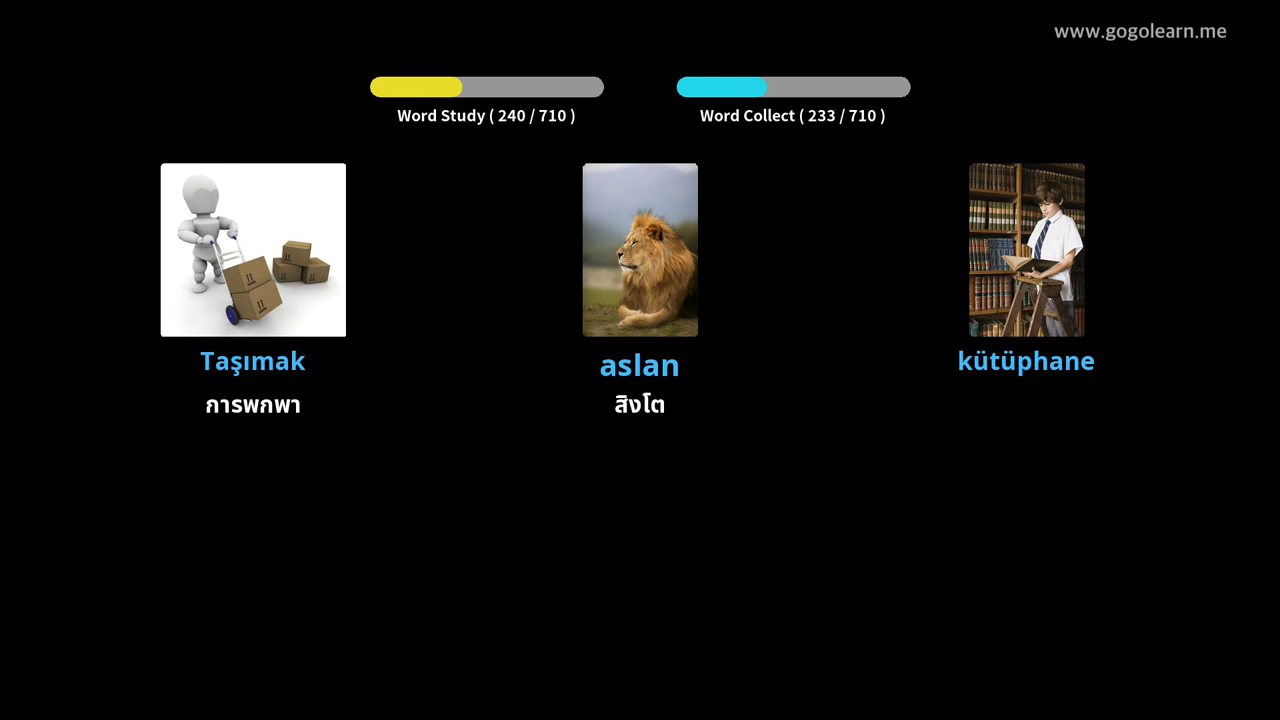 www.gogolearn.me
Word Study ( 240 / 710 )
Word Collect ( 233 / 710 )
Taşımak
aslan
kütüphane
การพกพา
สิงโต